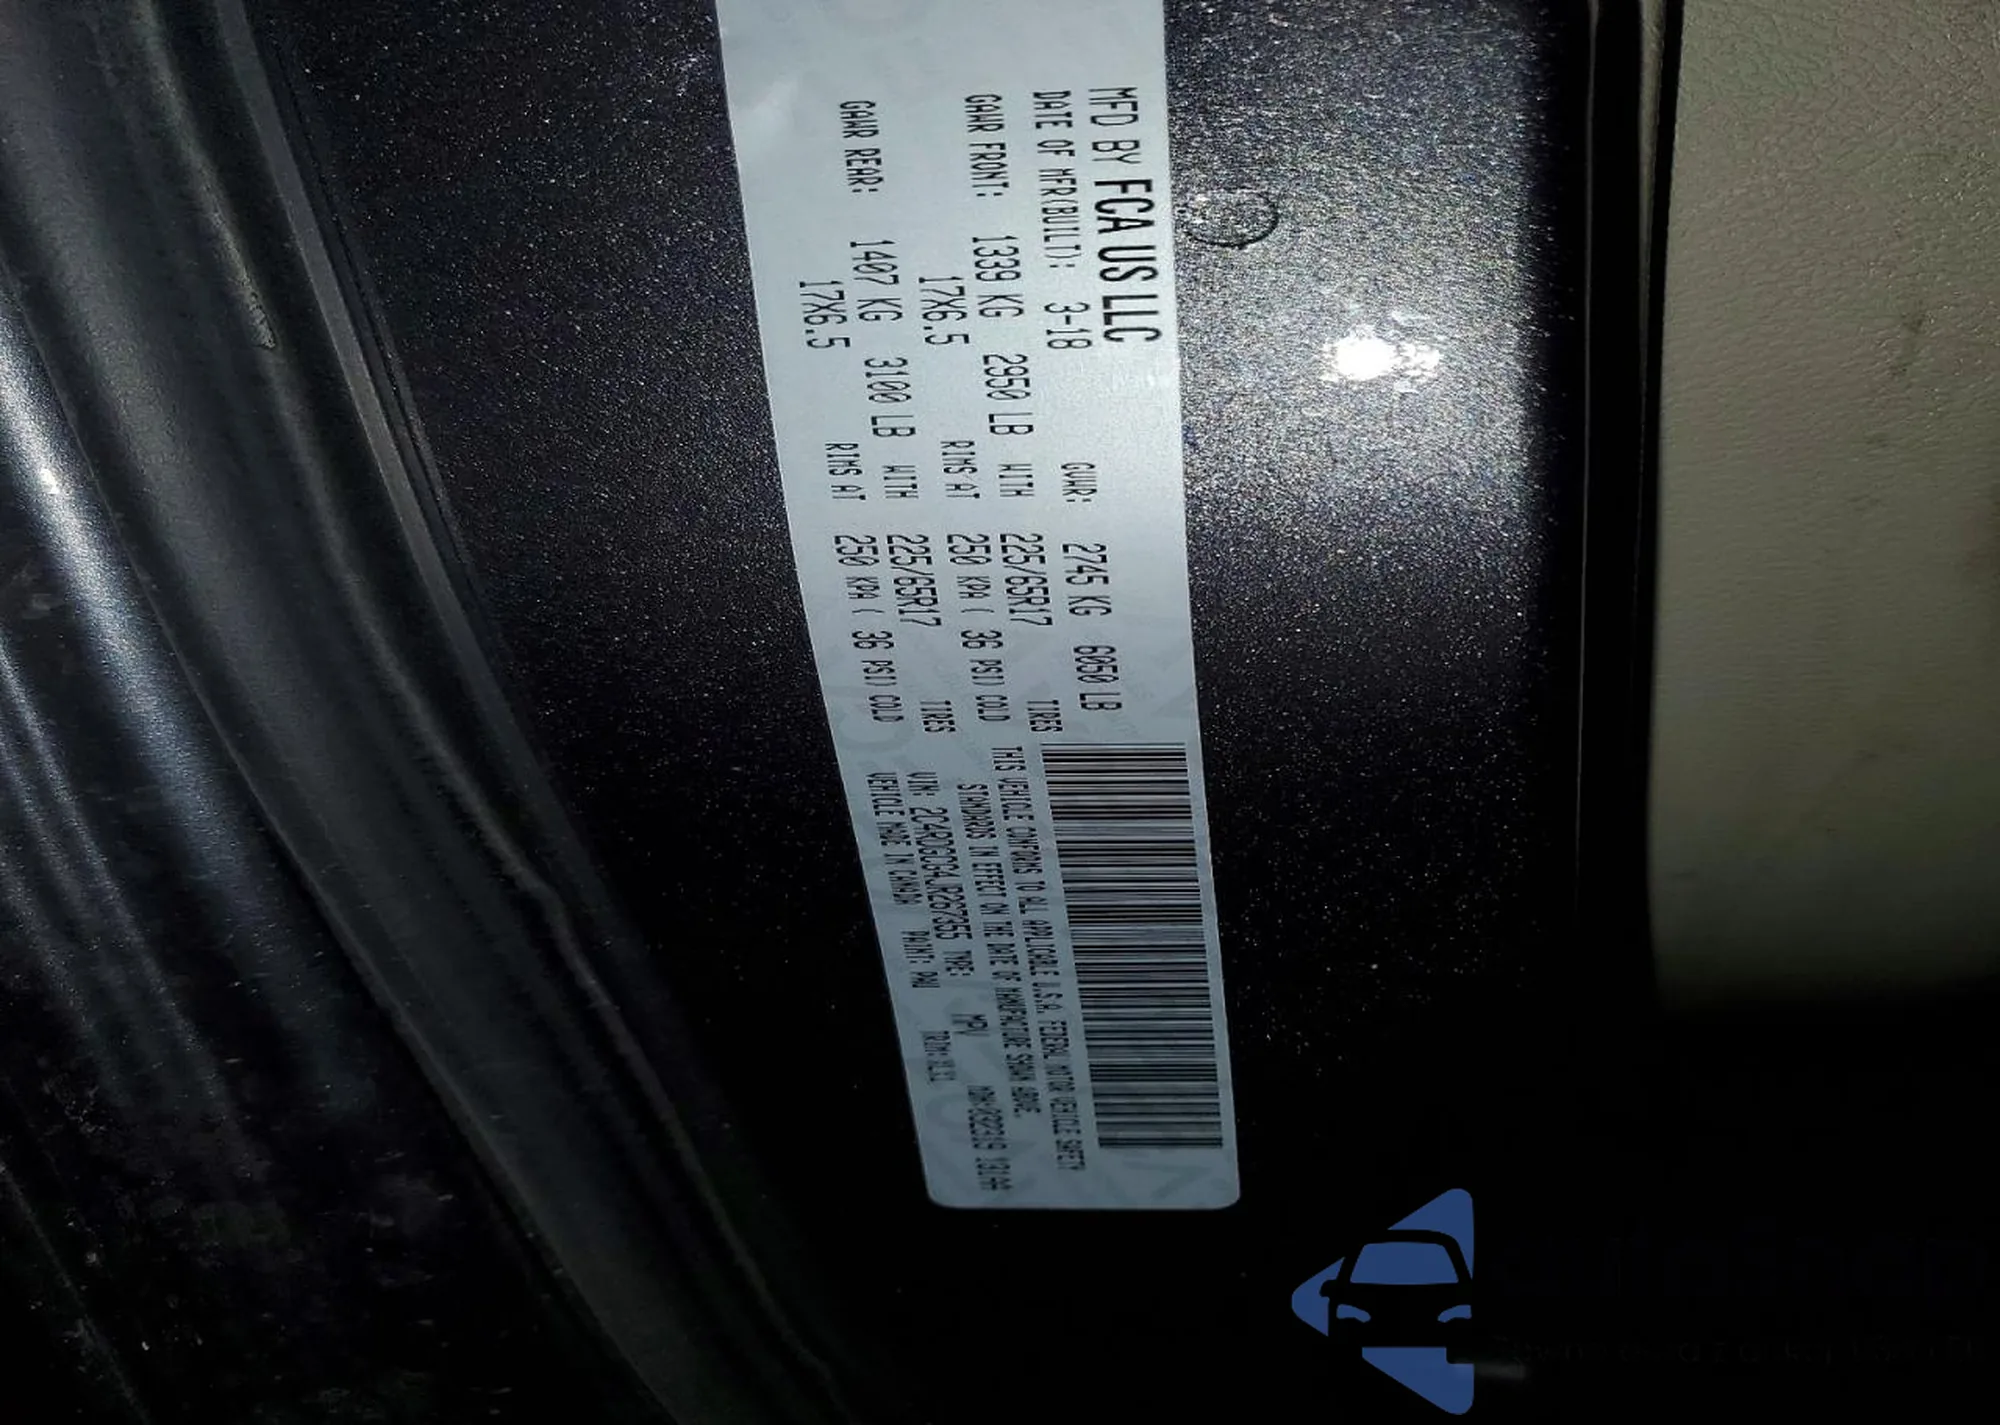 MFD BY FCA US LLC
DATE OF MFR(BUILT): 3-18 GVWR: 2745 KG 6050 LB
GAWR FRONT: 1339 KG 2950 LB WITH 225/65R17 TIRES
17X6.5 RIMS AT 250 KPA ( 36 PSI) COLD
GAWR REAR: 1407 KG 3100 LB WITH 225/65R17 TIRES
17X6.5 RIMS AT 250 KPA ( 36 PSI) COLD
THIS VEHICLE CONFORMS TO ALL APPLICABLE U.S.A. FEDERAL MOTOR VEHICLE SAFETY
STANDARDS IN EFFECT ON THE DATE OF MANUFACTURE SHOWN ABOVE.
VIN: 2C4RDGCG4JR267355 TYPE: MPV
VEHICLE MADE IN CANADA PAINT: PAU TRIM: